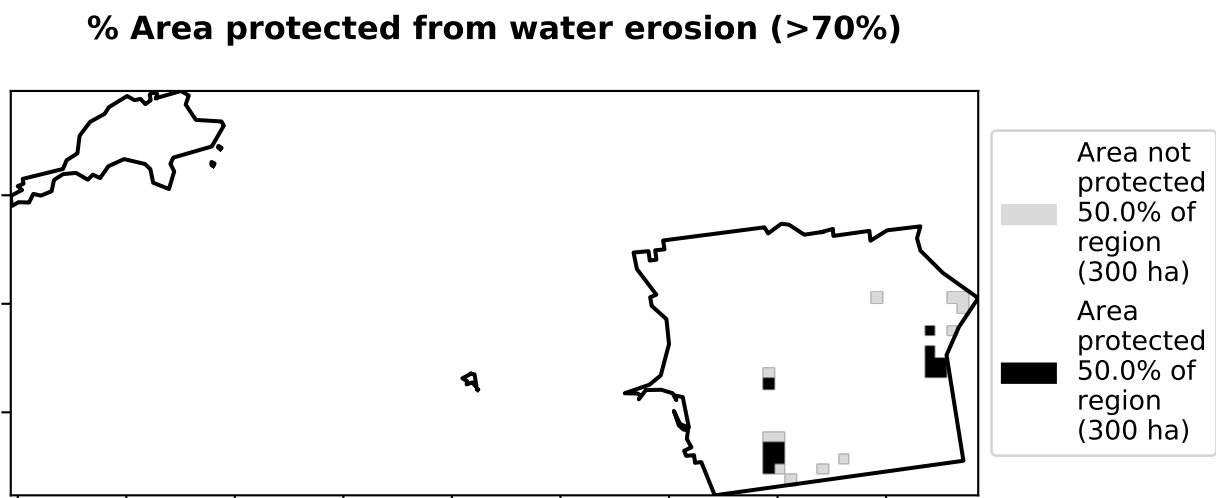 % Area protected from water erosion (>70%)
Area not
protected
50.0% of
region
(300 ha)
Area
protected
50.0% of
region
(300 ha)